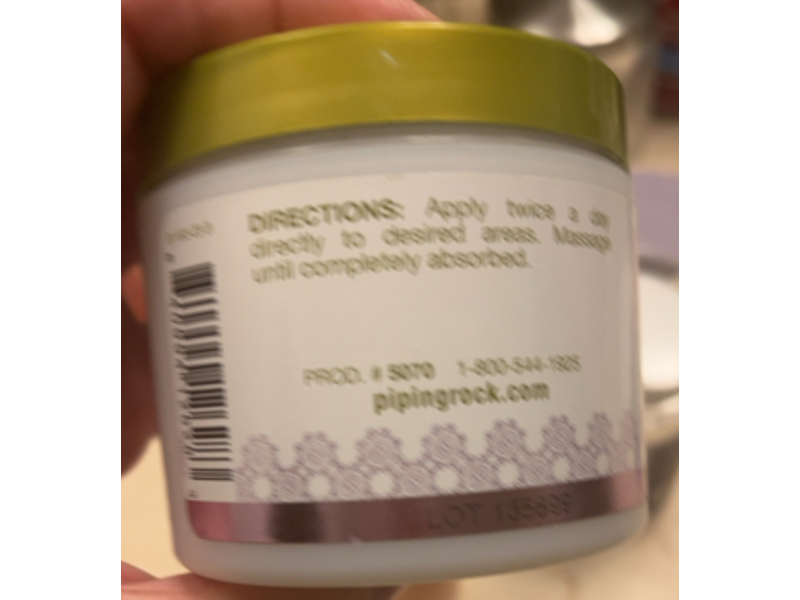 DIRECTIONS: Apply twice a day
directly to desired areas. Massage
until completely absorbed.
PROD. # 5070 1-800-544-1925
pipingrock.com
LOT